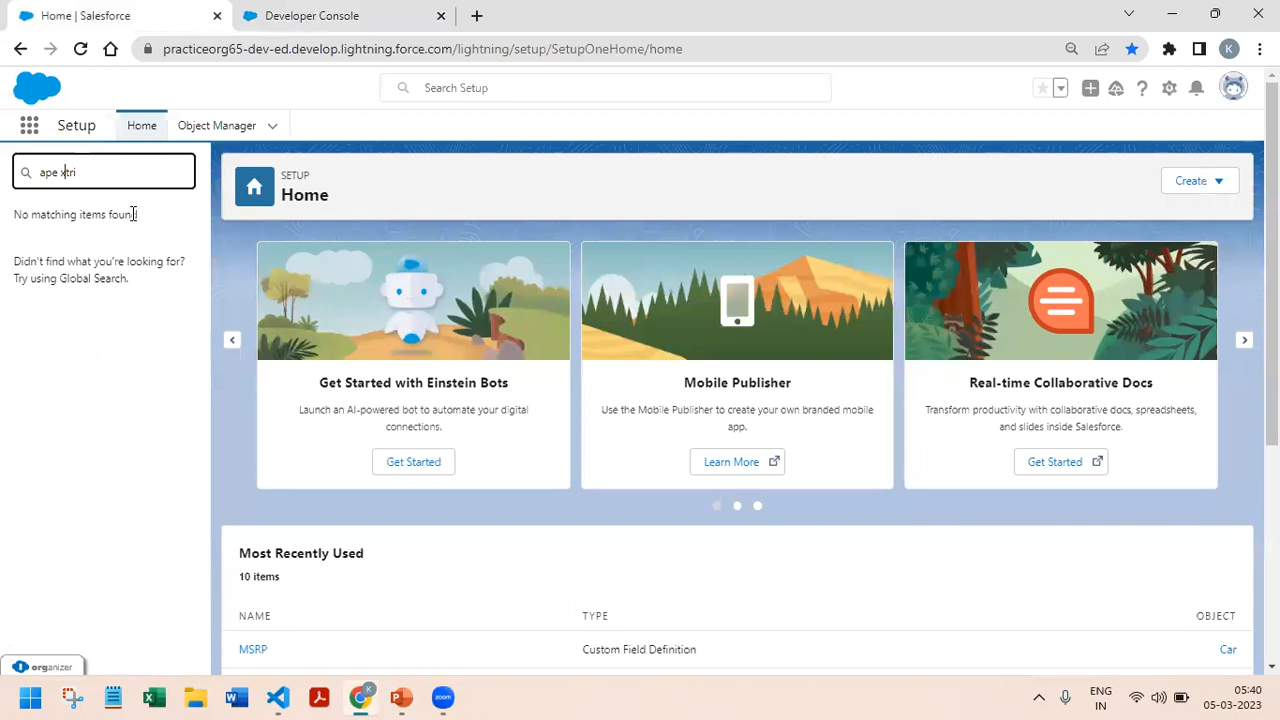 Home | Salesforce
Developer Console
practiceorg65-dev-ed.develop.lightning.force.com/lightning/setup/SetupOneHome/home
K
Search Setup
Setup
Home
Object Manager
ape xtri
No matching items found
Didn't find what you're looking for?
Try using Global Search.
SETUP
Home
Create
Get Started with Einstein Bots
Launch an AI-powered bot to automate your digital
connections.
Get Started
Mobile Publisher
Use the Mobile Publisher to create your own branded mobile
app.
Learn More
Real-time Collaborative Docs
Transform productivity with collaborative docs, spreadsheets,
and slides inside Salesforce.
Get Started
Most Recently Used
10 items
NAME
TYPE
OBJECT
MSRP
Custom Field Definition
Car
organizer
zoom
ENG
IN
05:40
05-03-2023